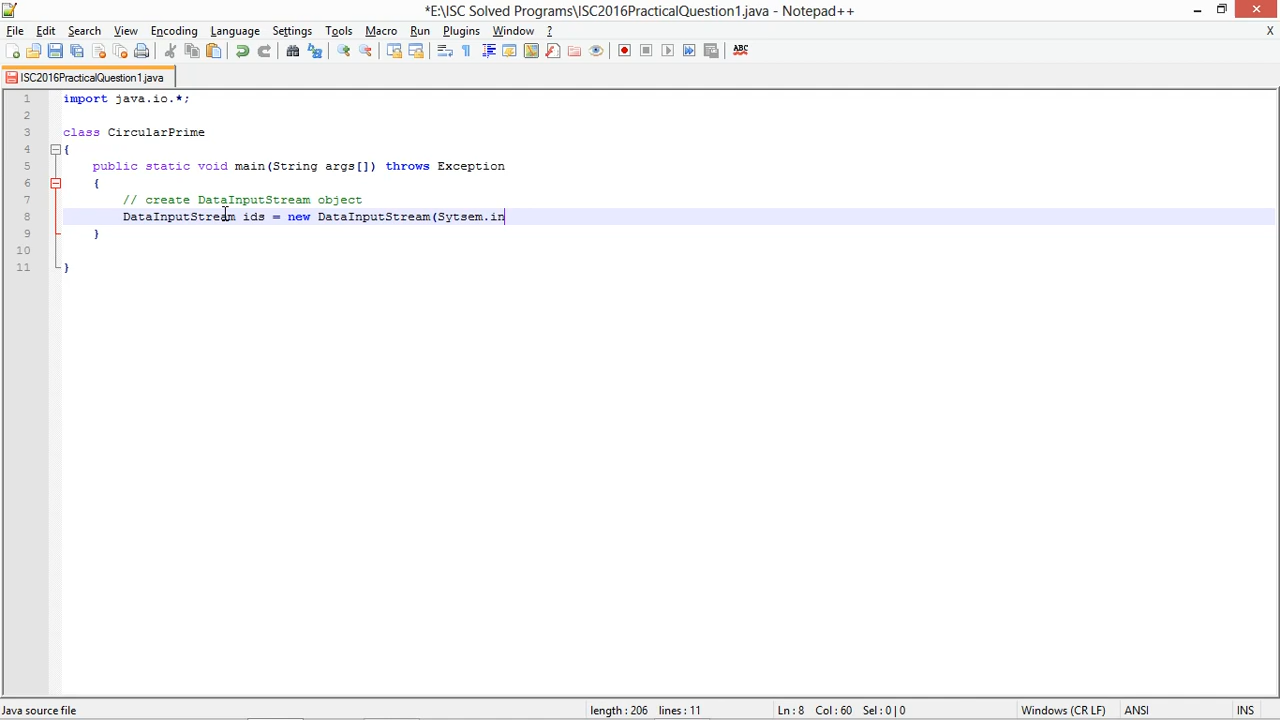 *E:\ISC Solved Programs\ISC2016PracticalQuestion1.java - Notepad++
File Edit Search View Encoding Language Settings Tools Macro Run Plugins Window ? X
ABC
ISC2016PracticalQuestion1.java
1 import java.io.*;
2
3 class CircularPrime
4 {
5 public static void main(String args[]) throws Exception
6 {
7 // create DataInputStream object
8 DataInputStream ids = new DataInputStream(Sytsem.in
9 }
10
11 }
Java source file length : 206 lines : 11 Ln : 8 Col : 60 Sel : 0 | 0 Windows (CR LF) ANSI INS